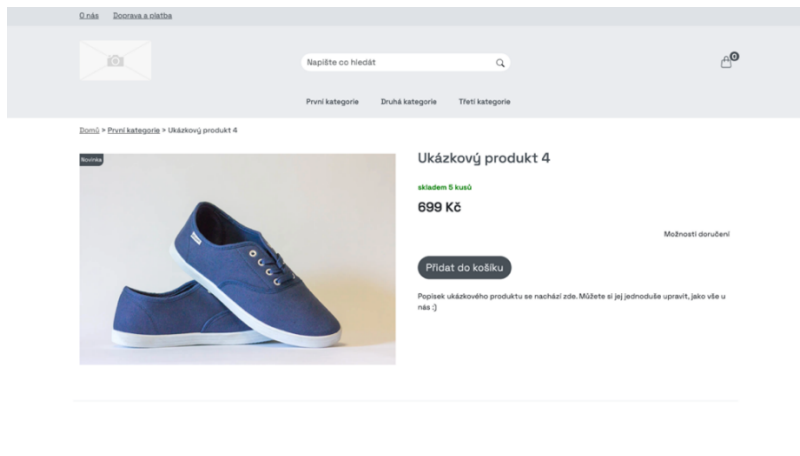 O nás Doprava a platba
Napište co hledát
0
První kategorie Druhá kategorie Třetí kategorie
Domů > První kategorie > Ukázkový produkt 4
Novinka
Ukázkový produkt 4
skladem 5 kusů
699 Kč
Možnosti doručení
Přidat do košíku
Popisek ukázkového produktu se nachází zde. Můžete si jej jednoduše upravit, jako vše u
nás :)